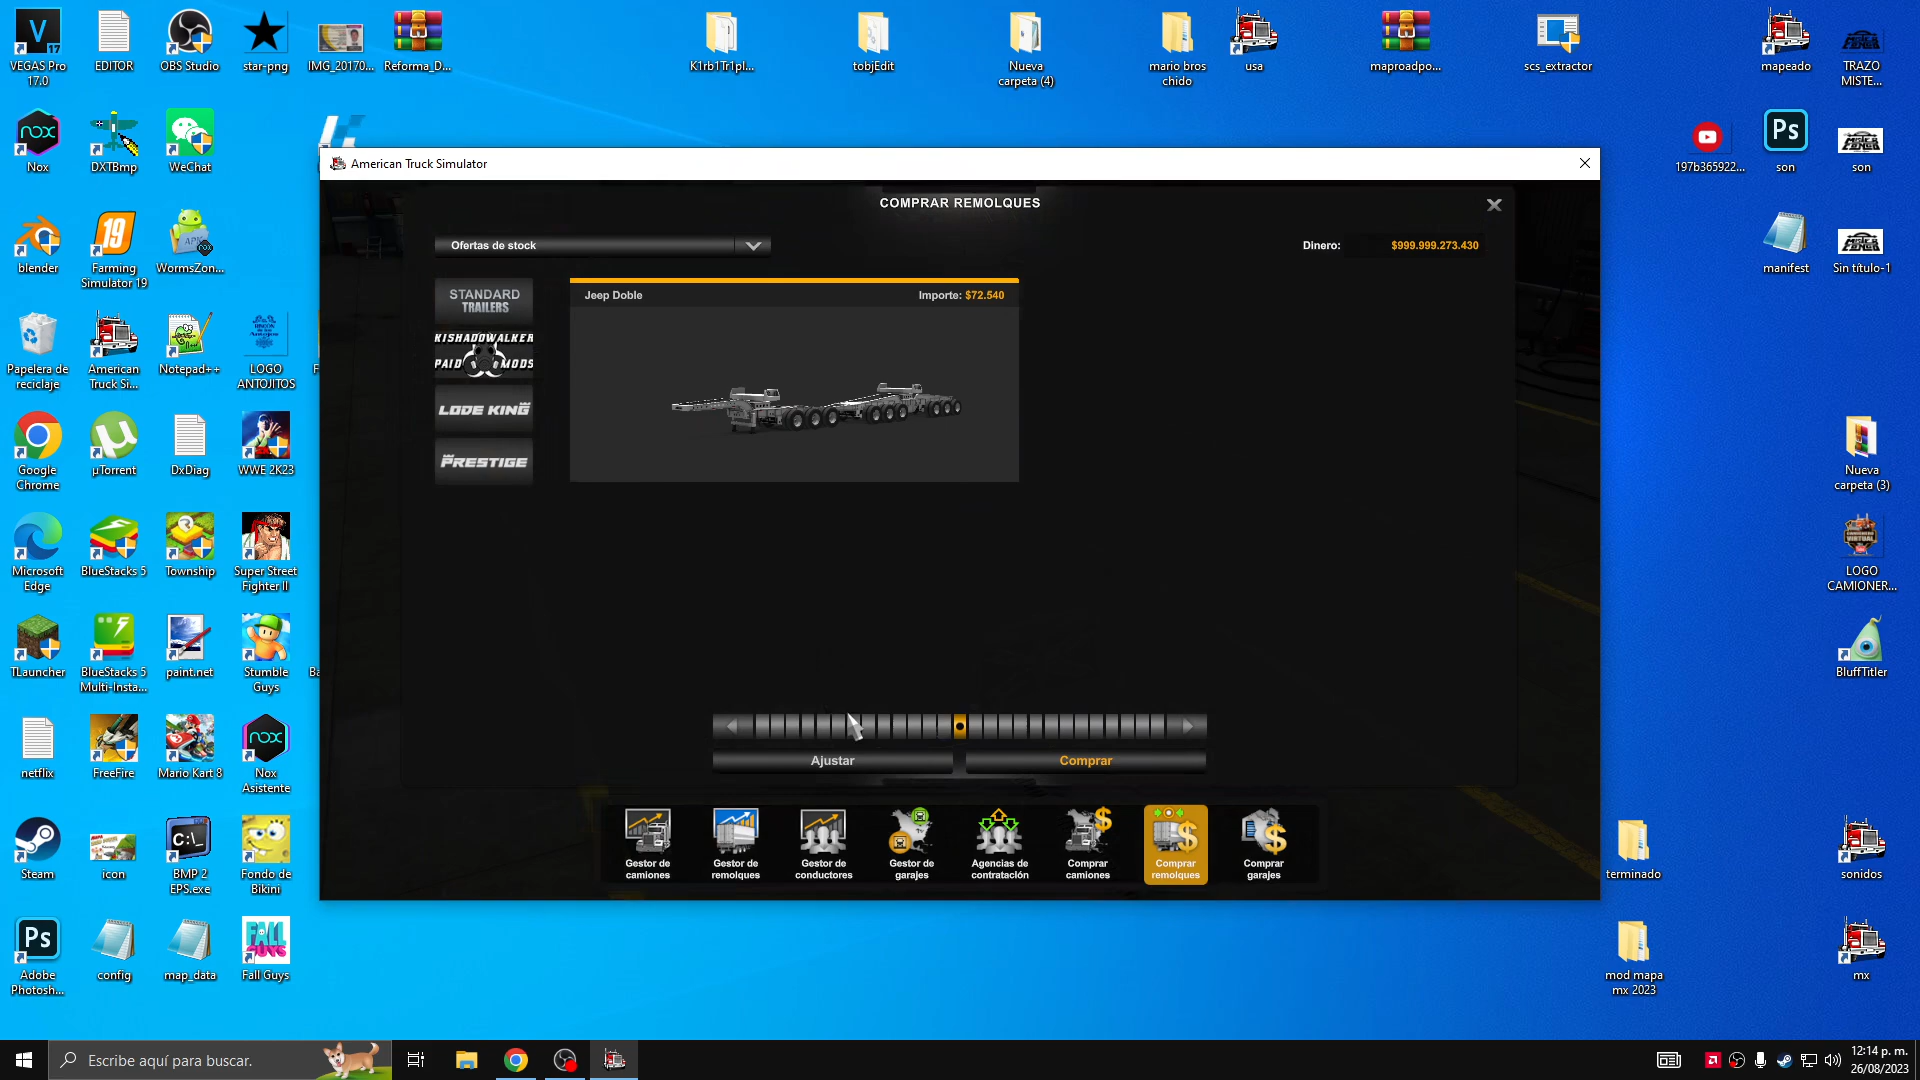 VEGAS Pro
17.0
EDITOR
OBS Studio
star-png
IMG_20170...
Reforma_D...
K1rb1Tr1pl...
tobjEdit
Nueva
carpeta (4)
mario bros
chido
usa
maproadpo...
scs_extractor
mapeado
TRAZO
MISTE...
Nox
DXTBmp
WeChat
197b365922...
son
son
blender
Farming
Simulator 19
WormsZon...
manifest
Sin título-1
Papelera de
reciclaje
American
Truck Si...
Notepad++
LOGO
ANTOJITOS
Google
Chrome
µTorrent
DxDiag
WWE 2K23
Nueva
carpeta (3)
Microsoft
Edge
BlueStacks 5
Township
Super Street
Fighter II
LOGO
CAMIONER...
TLauncher
BlueStacks 5
Multi-Insta...
paint.net
Stumble
Guys
Ba
BluffTitler
netflix
FreeFire
Mario Kart 8
Nox
Asistente
Steam
icon
BMP 2
EPS.exe
Fondo de
Bikini
terminado
sonidos
Adobe
Photosh...
config
map_data
Fall Guys
mod mapa
mx 2023
mx
American Truck Simulator
COMPRAR REMOLQUES
Ofertas de stock
Dinero: $999.999.273.430
STANDARD
TRAILERS
KISHADOWALKER
PAID MODS
LODE KING
PRESTIGE
Jeep Doble
Importe: $72.540
Ajustar
Comprar
Gestor de
camiones
Gestor de
remolques
Gestor de
conductores
Gestor de
garajes
Agencias de
contratación
Comprar
camiones
Comprar
remolques
Comprar
garajes
Escribe aquí para buscar.
12:14 p. m.
26/08/2023